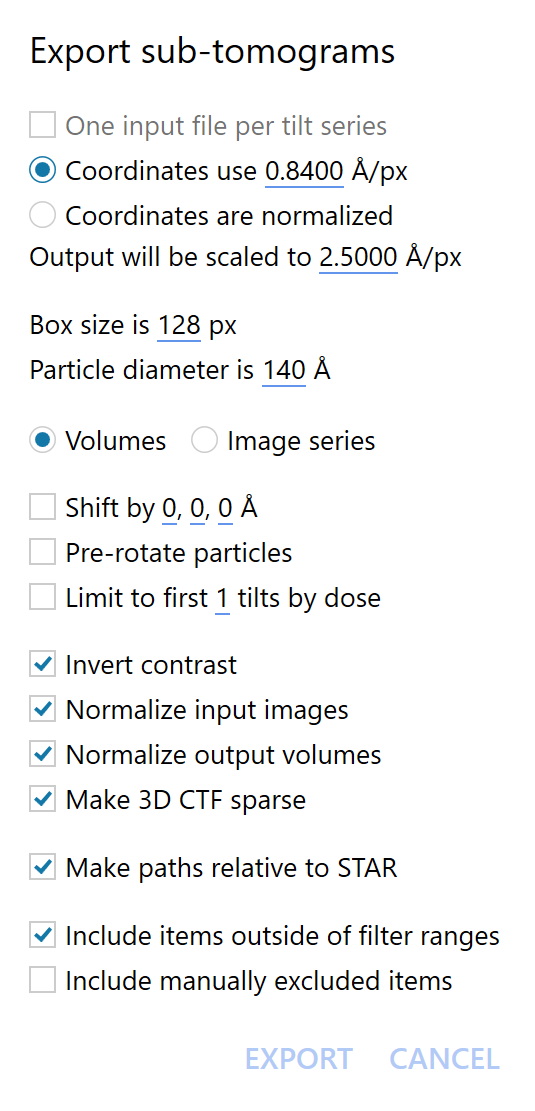 Export sub-tomograms
One input file per tilt series
Coordinates use 0.8400 Å/px
Coordinates are normalized
Output will be scaled to 2.5000 Å/px
Box size is 128 px
Particle diameter is 140 Å
Volumes Image series
Shift by 0, 0, 0 Å
Pre-rotate particles
Limit to first 1 tilts by dose
Invert contrast
Normalize input images
Normalize output volumes
Make 3D CTF sparse
Make paths relative to STAR
Include items outside of filter ranges
Include manually excluded items
EXPORT CANCEL